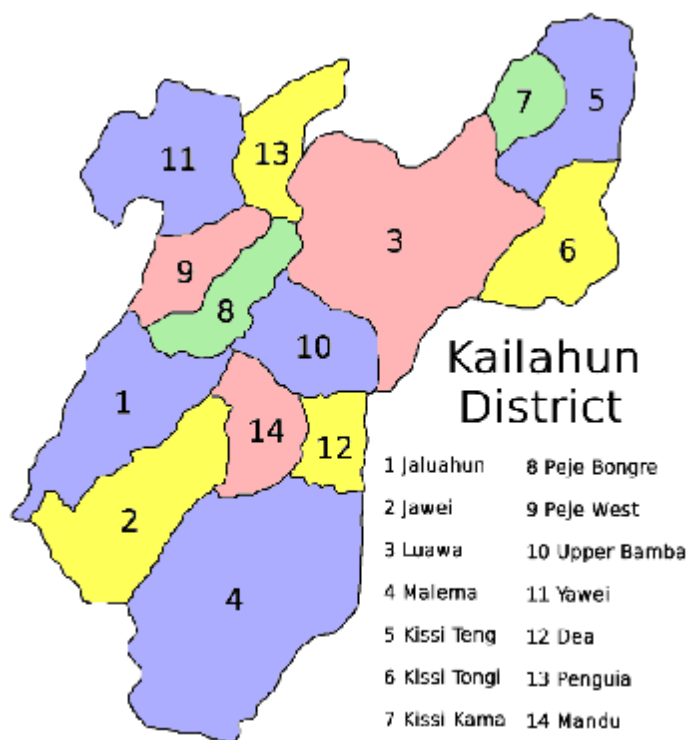 11
13
7
5
3
6
9
8
10
1
14
12
2
4
Kailahun
District
1 Jaluahun
2 Jawei
3 Luawa
4 Malema
5 Kissi Teng
6 Kissi Tongi
7 Kissi Kama
8 Peje Bongre
9 Peje West
10 Upper Bamba
11 Yawei
12 Dea
13 Penguia
14 Mandu